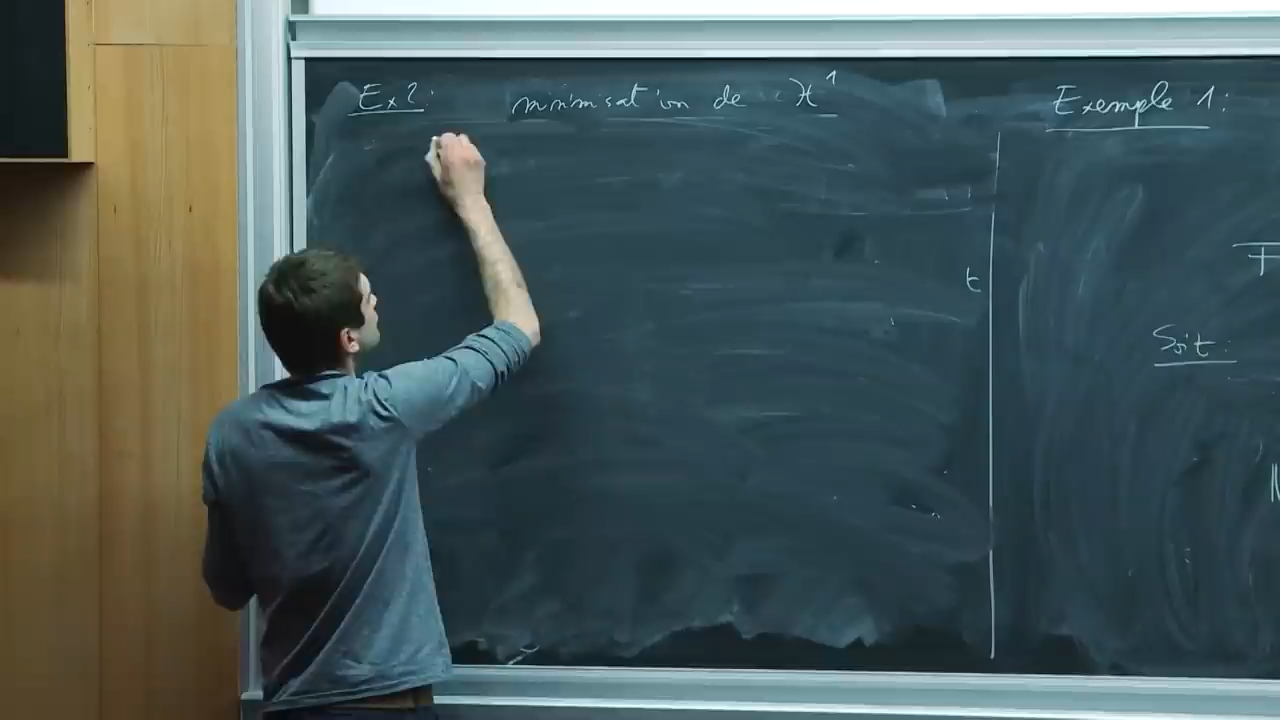 Ex 2: minimisation de ℋ¹
t
Exemple 1:
F
Soit: